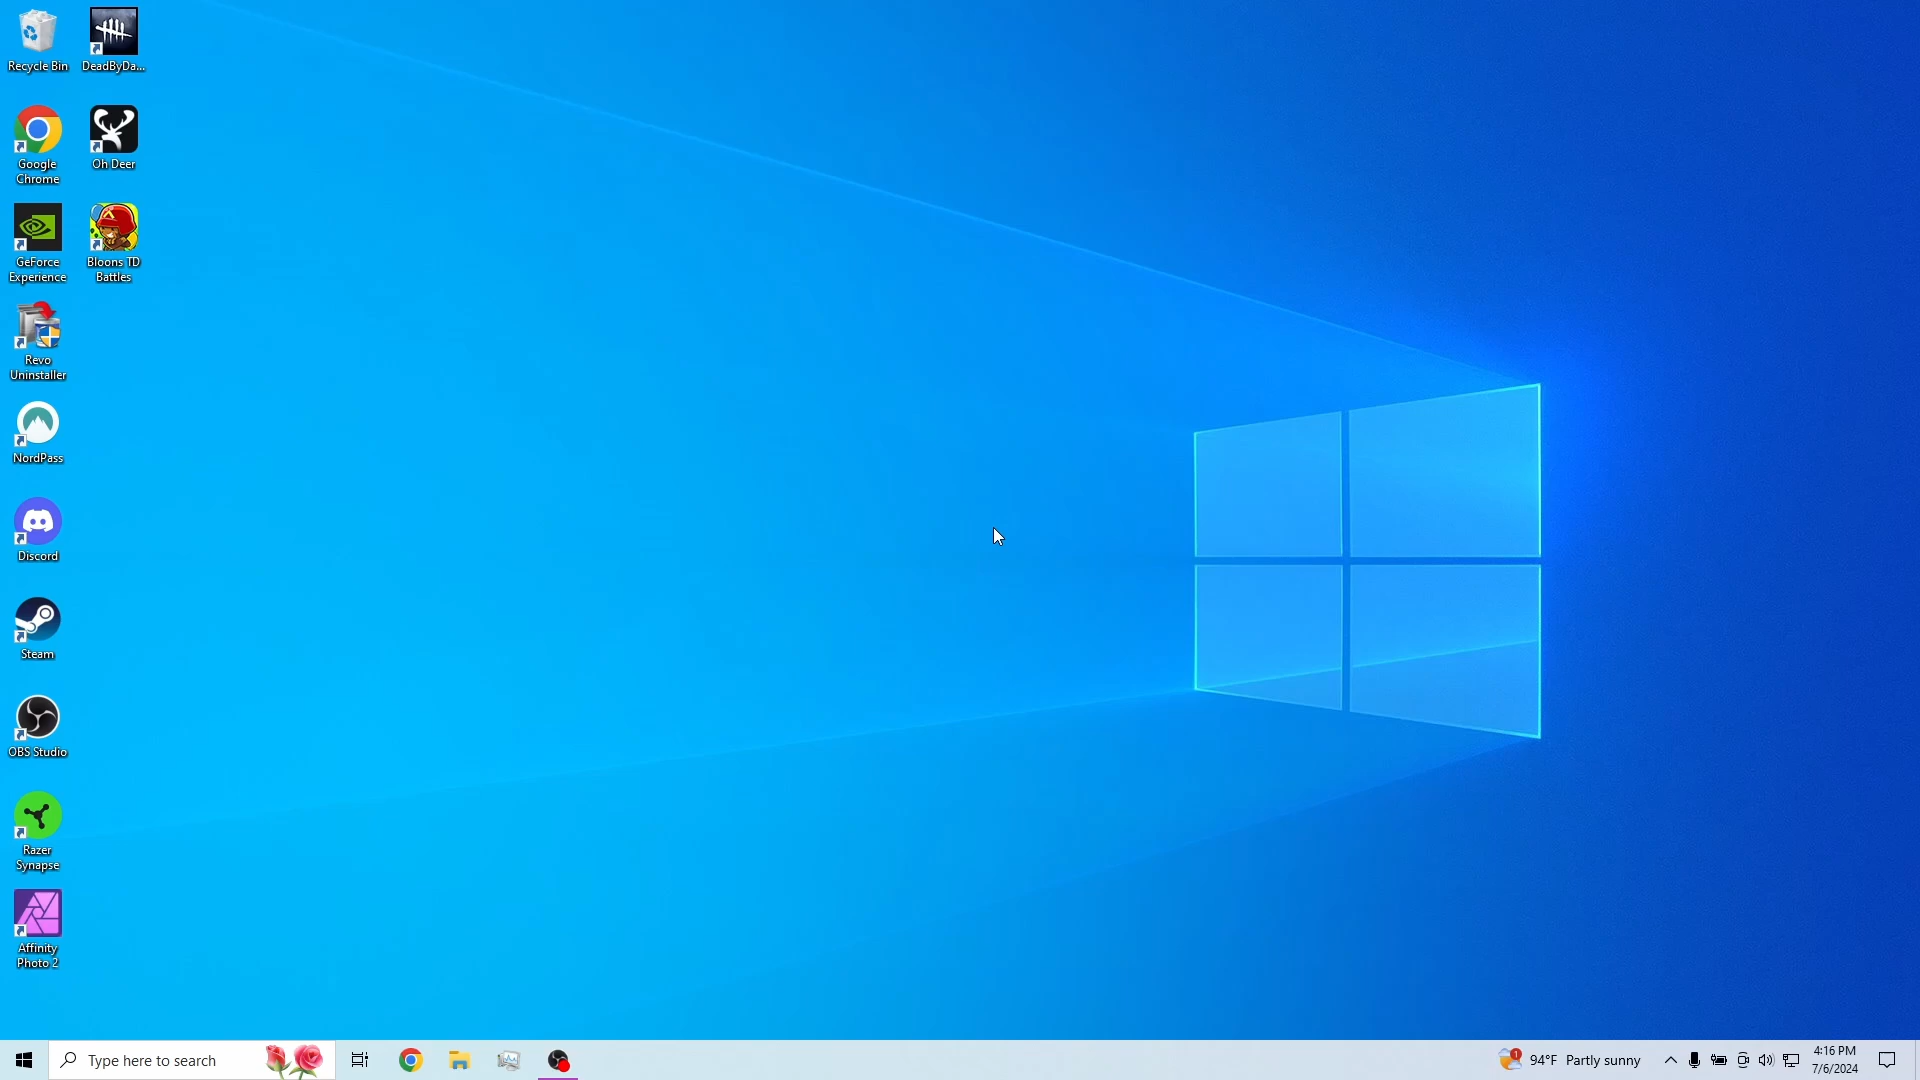 Recycle Bin
DeadByDa...
Google
Chrome
Oh Deer
GeForce
Experience
Bloons TD
Battles
Revo
Uninstaller
NordPass
Discord
Steam
OBS Studio
Razer
Synapse
Affinity
Photo 2
Type here to search
1
94°F Partly sunny
4:16 PM
7/6/2024